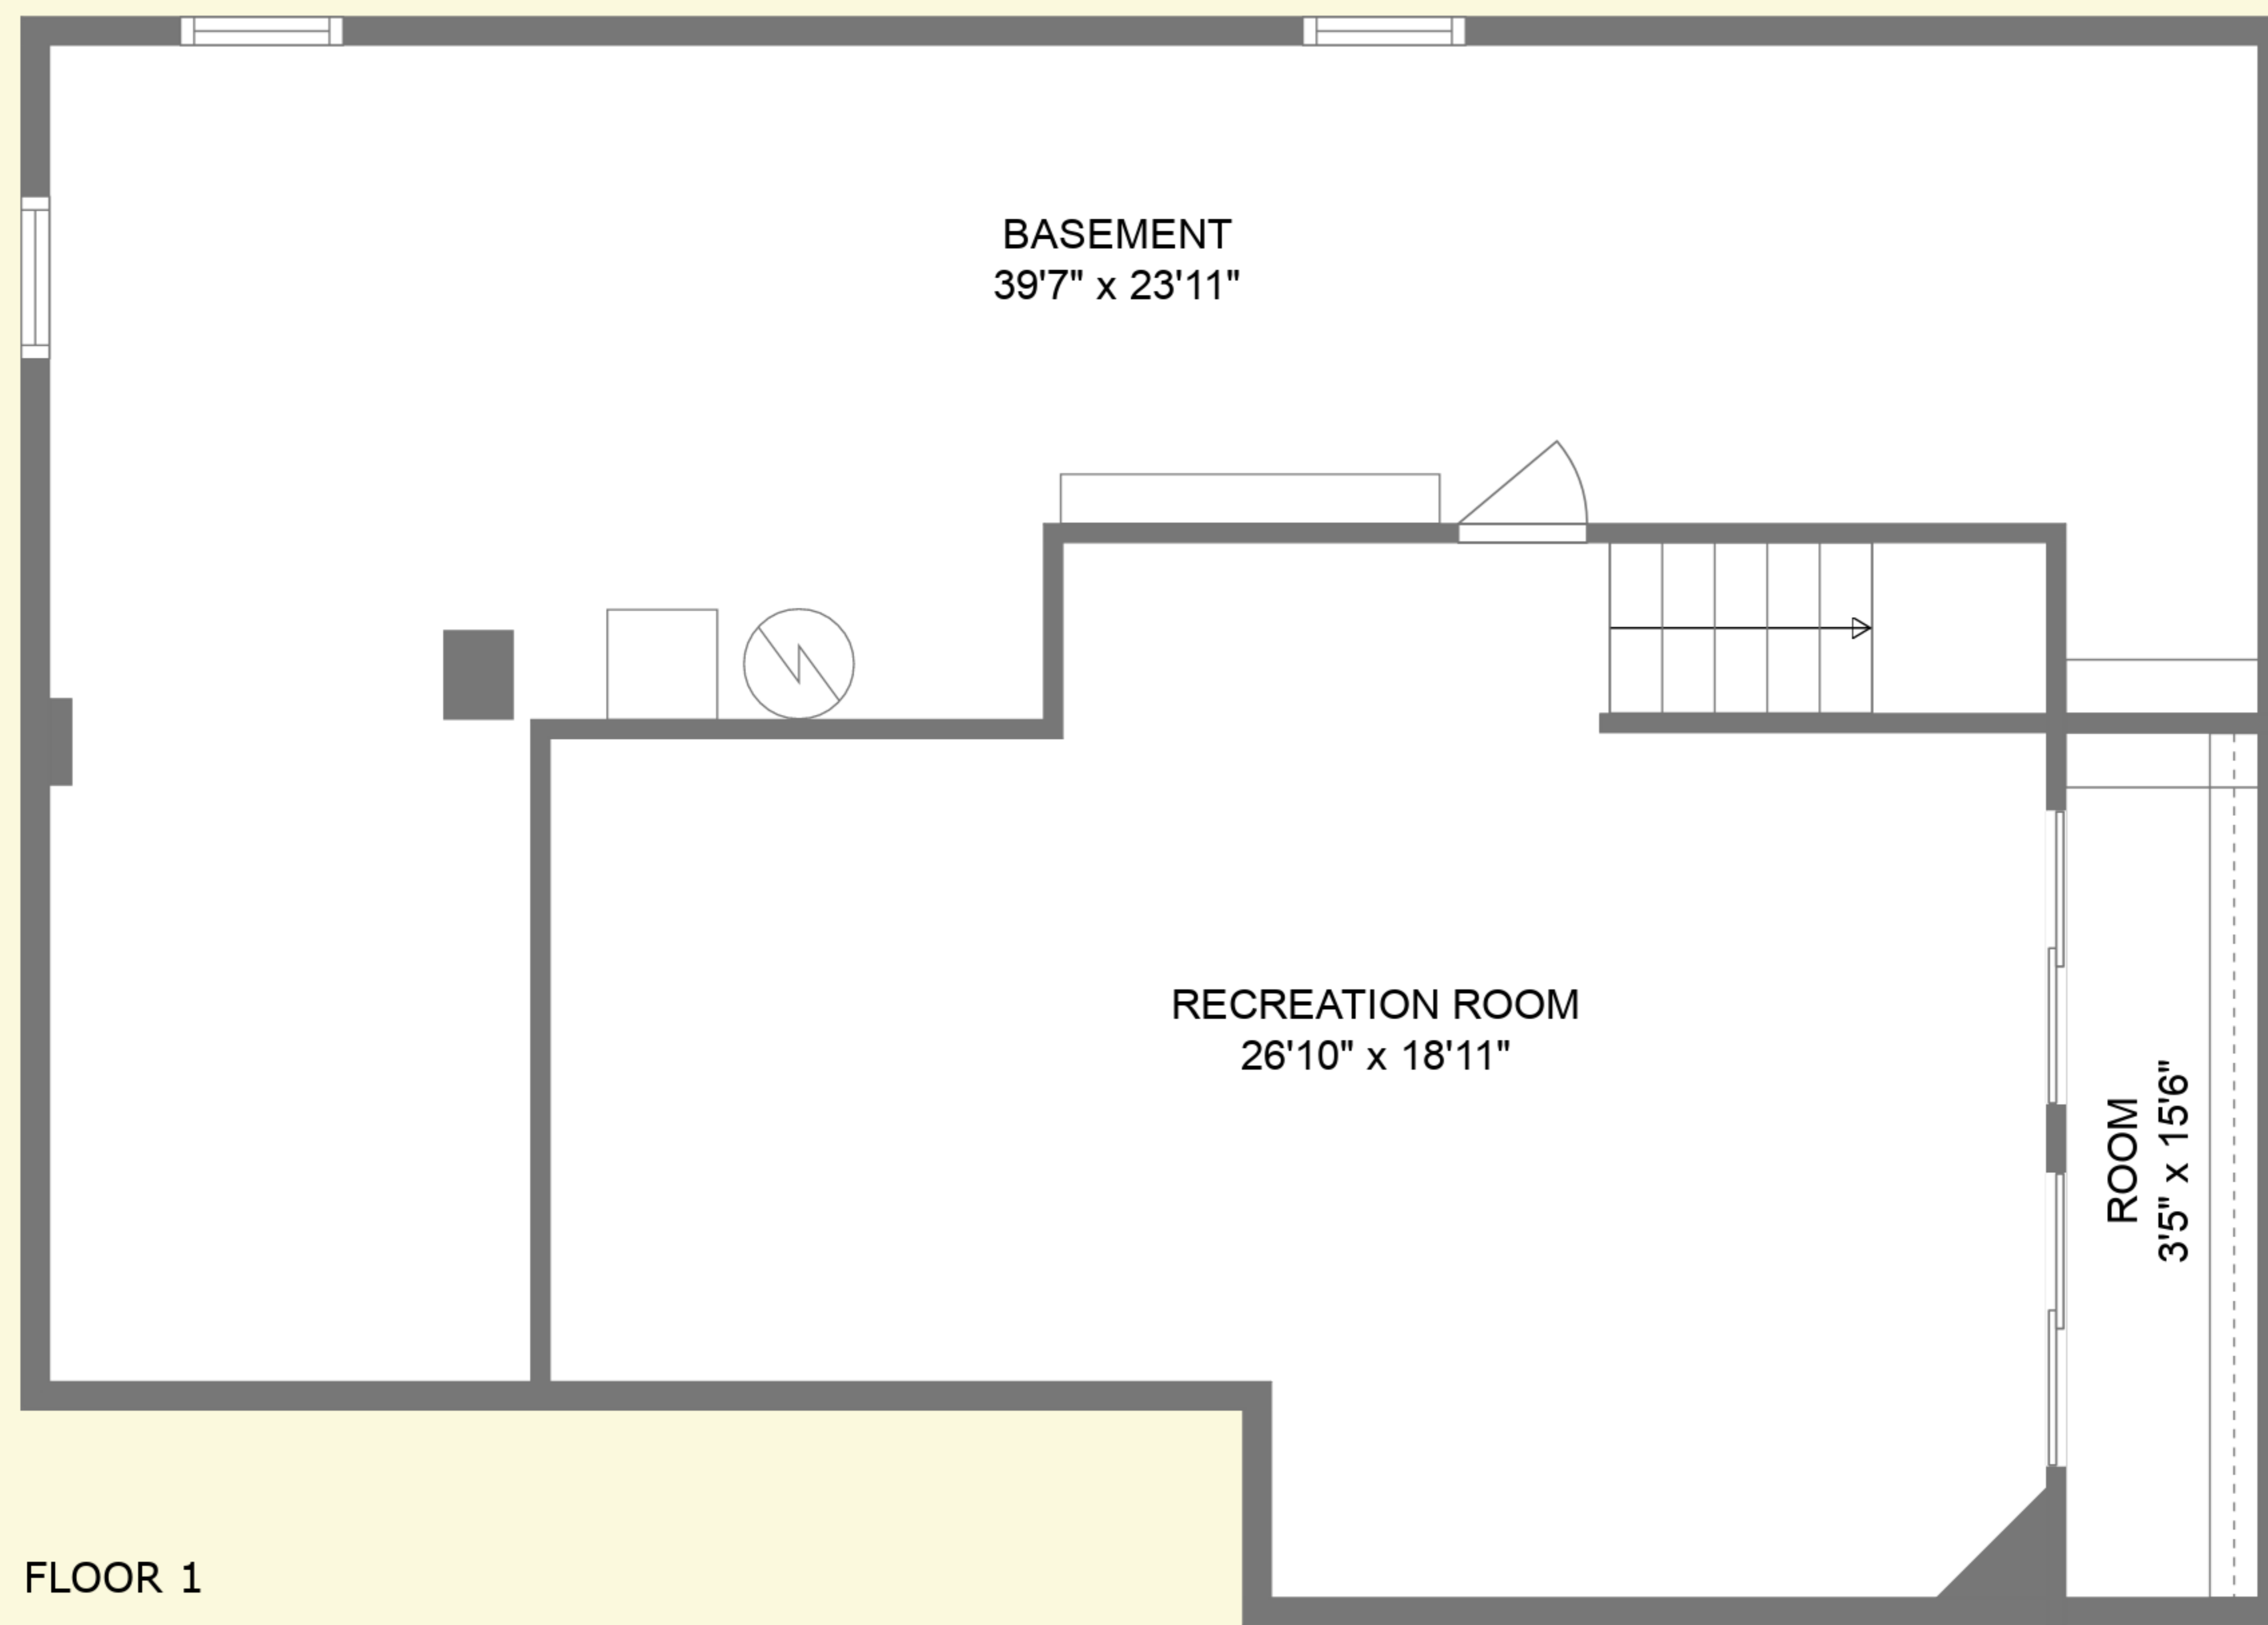 BASEMENT
39'7" x 23'11"
RECREATION ROOM
26'10" x 18'11"
ROOM
3'5" x 15'6"
FLOOR 1